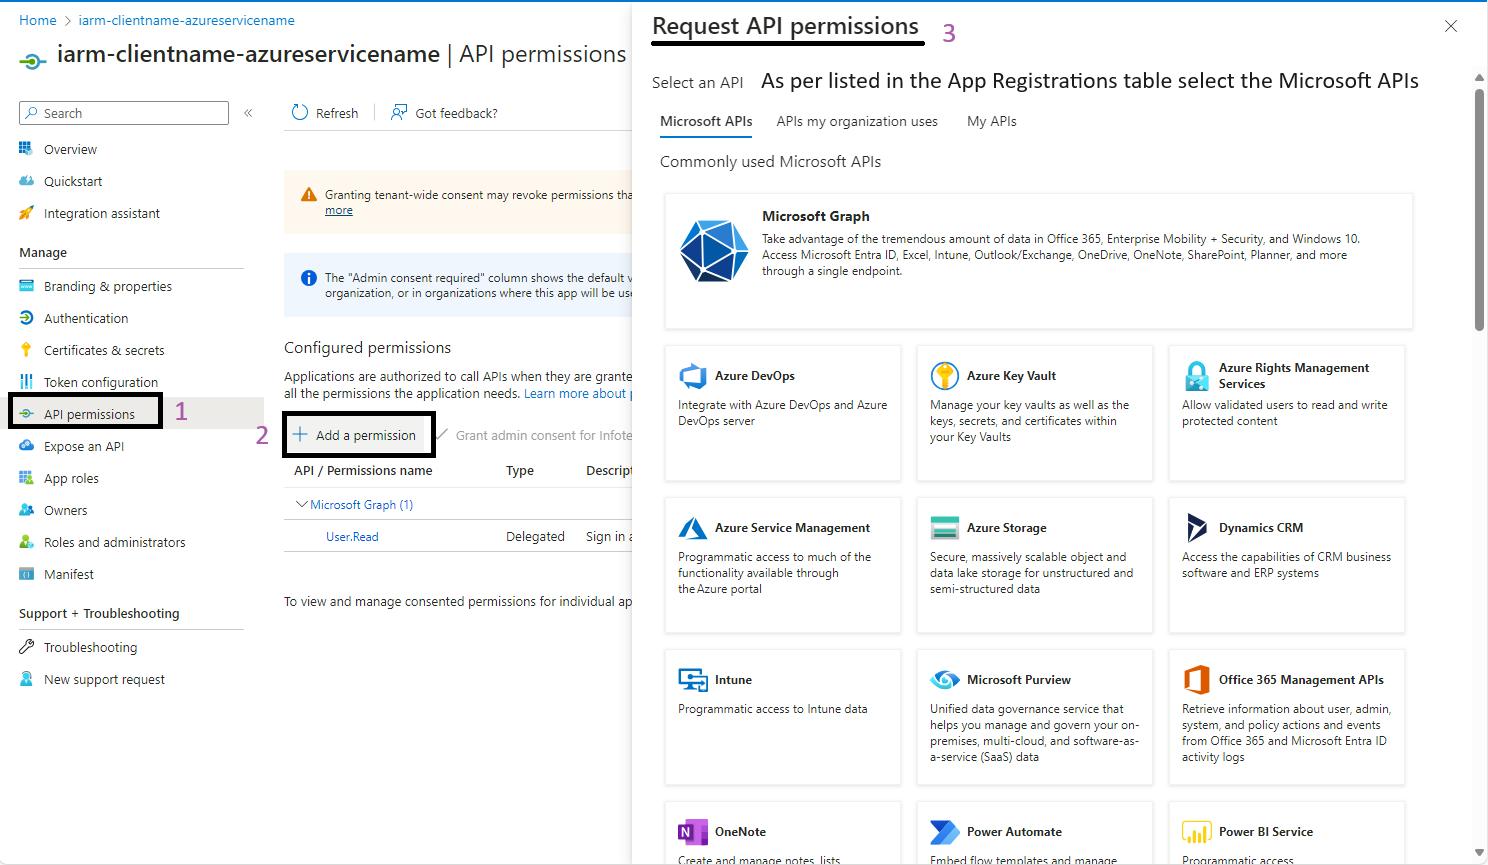 Home > iarm-clientname-azureservicename
iarm-clientname-azureservicename | API permissions
Search
«
Overview
Quickstart
Integration assistant
Manage
Branding & properties
Authentication
Certificates & secrets
Token configuration
API permissions
1
Expose an API
App roles
Owners
Roles and administrators
Manifest
Support + Troubleshooting
Troubleshooting
New support request
Refresh
Got feedback?
Granting tenant-wide consent may revoke permissions tha
more
The "Admin consent required" column shows the default v
organization, or in organizations where this app will be use
Configured permissions
Applications are authorized to call APIs when they are grante
all the permissions the application needs. Learn more about p
2
Add a permission
Grant admin consent for Infote
API / Permissions name Type Descript
Microsoft Graph (1)
User.Read Delegated Sign in a
To view and manage consented permissions for individual ap
Request API permissions
3
Select an API As per listed in the App Registrations table select the Microsoft APIs
Microsoft APIs APIs my organization uses My APIs
Commonly used Microsoft APIs
Microsoft Graph
Take advantage of the tremendous amount of data in Office 365, Enterprise Mobility + Security, and Windows 10.
Access Microsoft Entra ID, Excel, Intune, Outlook/Exchange, OneDrive, OneNote, SharePoint, Planner, and more
through a single endpoint.
Azure DevOps
Integrate with Azure DevOps and Azure
DevOps server
Azure Key Vault
Manage your key vaults as well as the
keys, secrets, and certificates within
your Key Vaults
Azure Rights Management
Services
Allow validated users to read and write
protected content
Azure Service Management
Programmatic access to much of the
functionality available through
the Azure portal
Azure Storage
Secure, massively scalable object and
data lake storage for unstructured and
semi-structured data
Dynamics CRM
Access the capabilities of CRM business
software and ERP systems
Intune
Programmatic access to Intune data
Microsoft Purview
Unified data governance service that
helps you manage and govern your on-
premises, multi-cloud, and software-as-
a-service (SaaS) data
Office 365 Management APIs
Retrieve information about user, admin,
system, and policy actions and events
from Office 365 and Microsoft Entra ID
activity logs
OneNote
Create and manage notes, lists,
Power Automate
Embed flow templates and manage
Power BI Service
Programmatic access